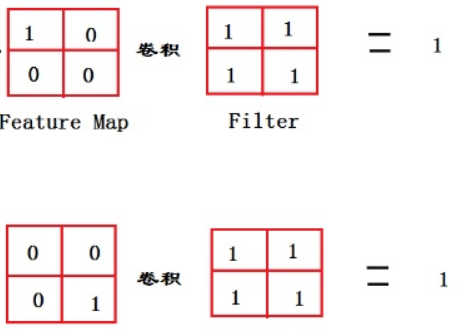 1 0 1 1
卷积 = 1
0 0 1 1
Feature Map Filter
0 0 1 1
卷积 = 1
0 1 1 1